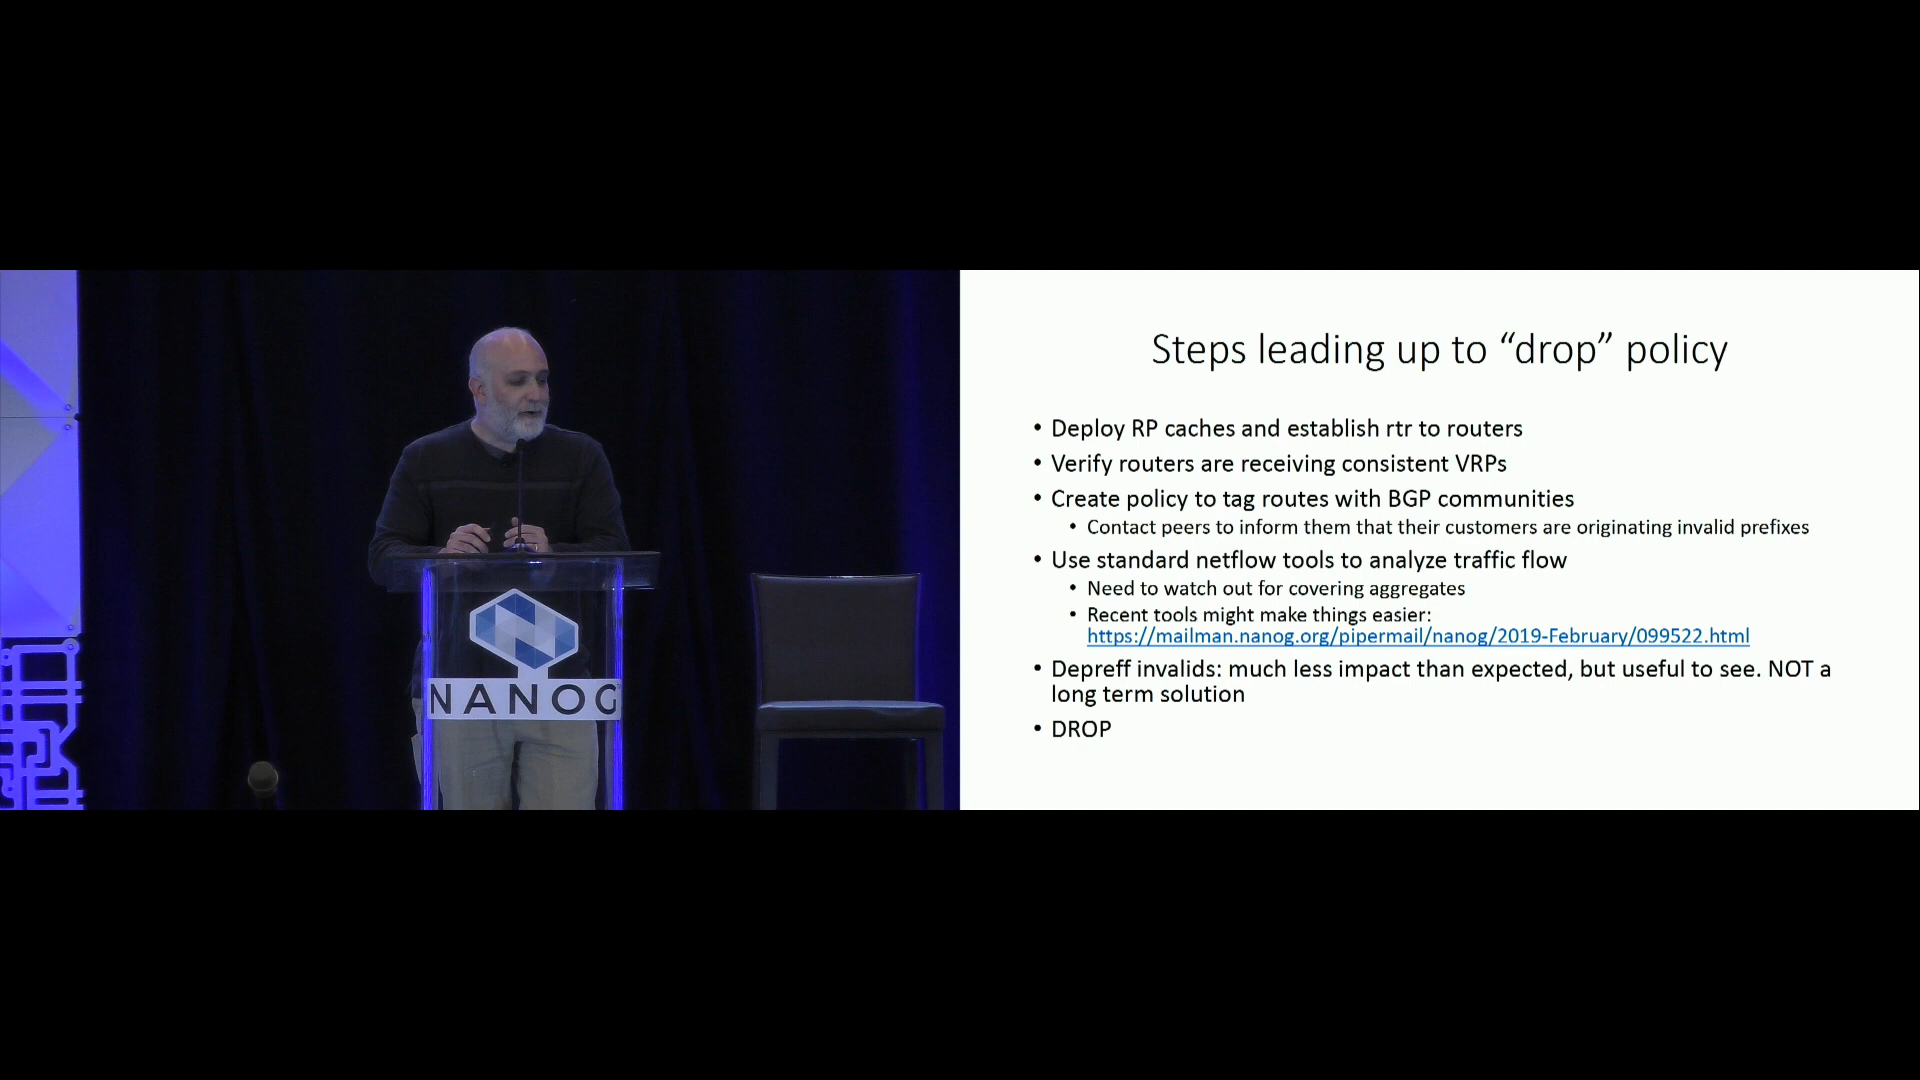 NANOG
Steps leading up to “drop” policy
• Deploy RP caches and establish rtr to routers
• Verify routers are receiving consistent VRPs
• Create policy to tag routes with BGP communities
• Contact peers to inform them that their customers are originating invalid prefixes
• Use standard netflow tools to analyze traffic flow
• Need to watch out for covering aggregates
• Recent tools might make things easier:
https://mailman.nanog.org/pipermail/nanog/2019-February/099522.html
• Depreff invalids: much less impact than expected, but useful to see. NOT a
long term solution
• DROP